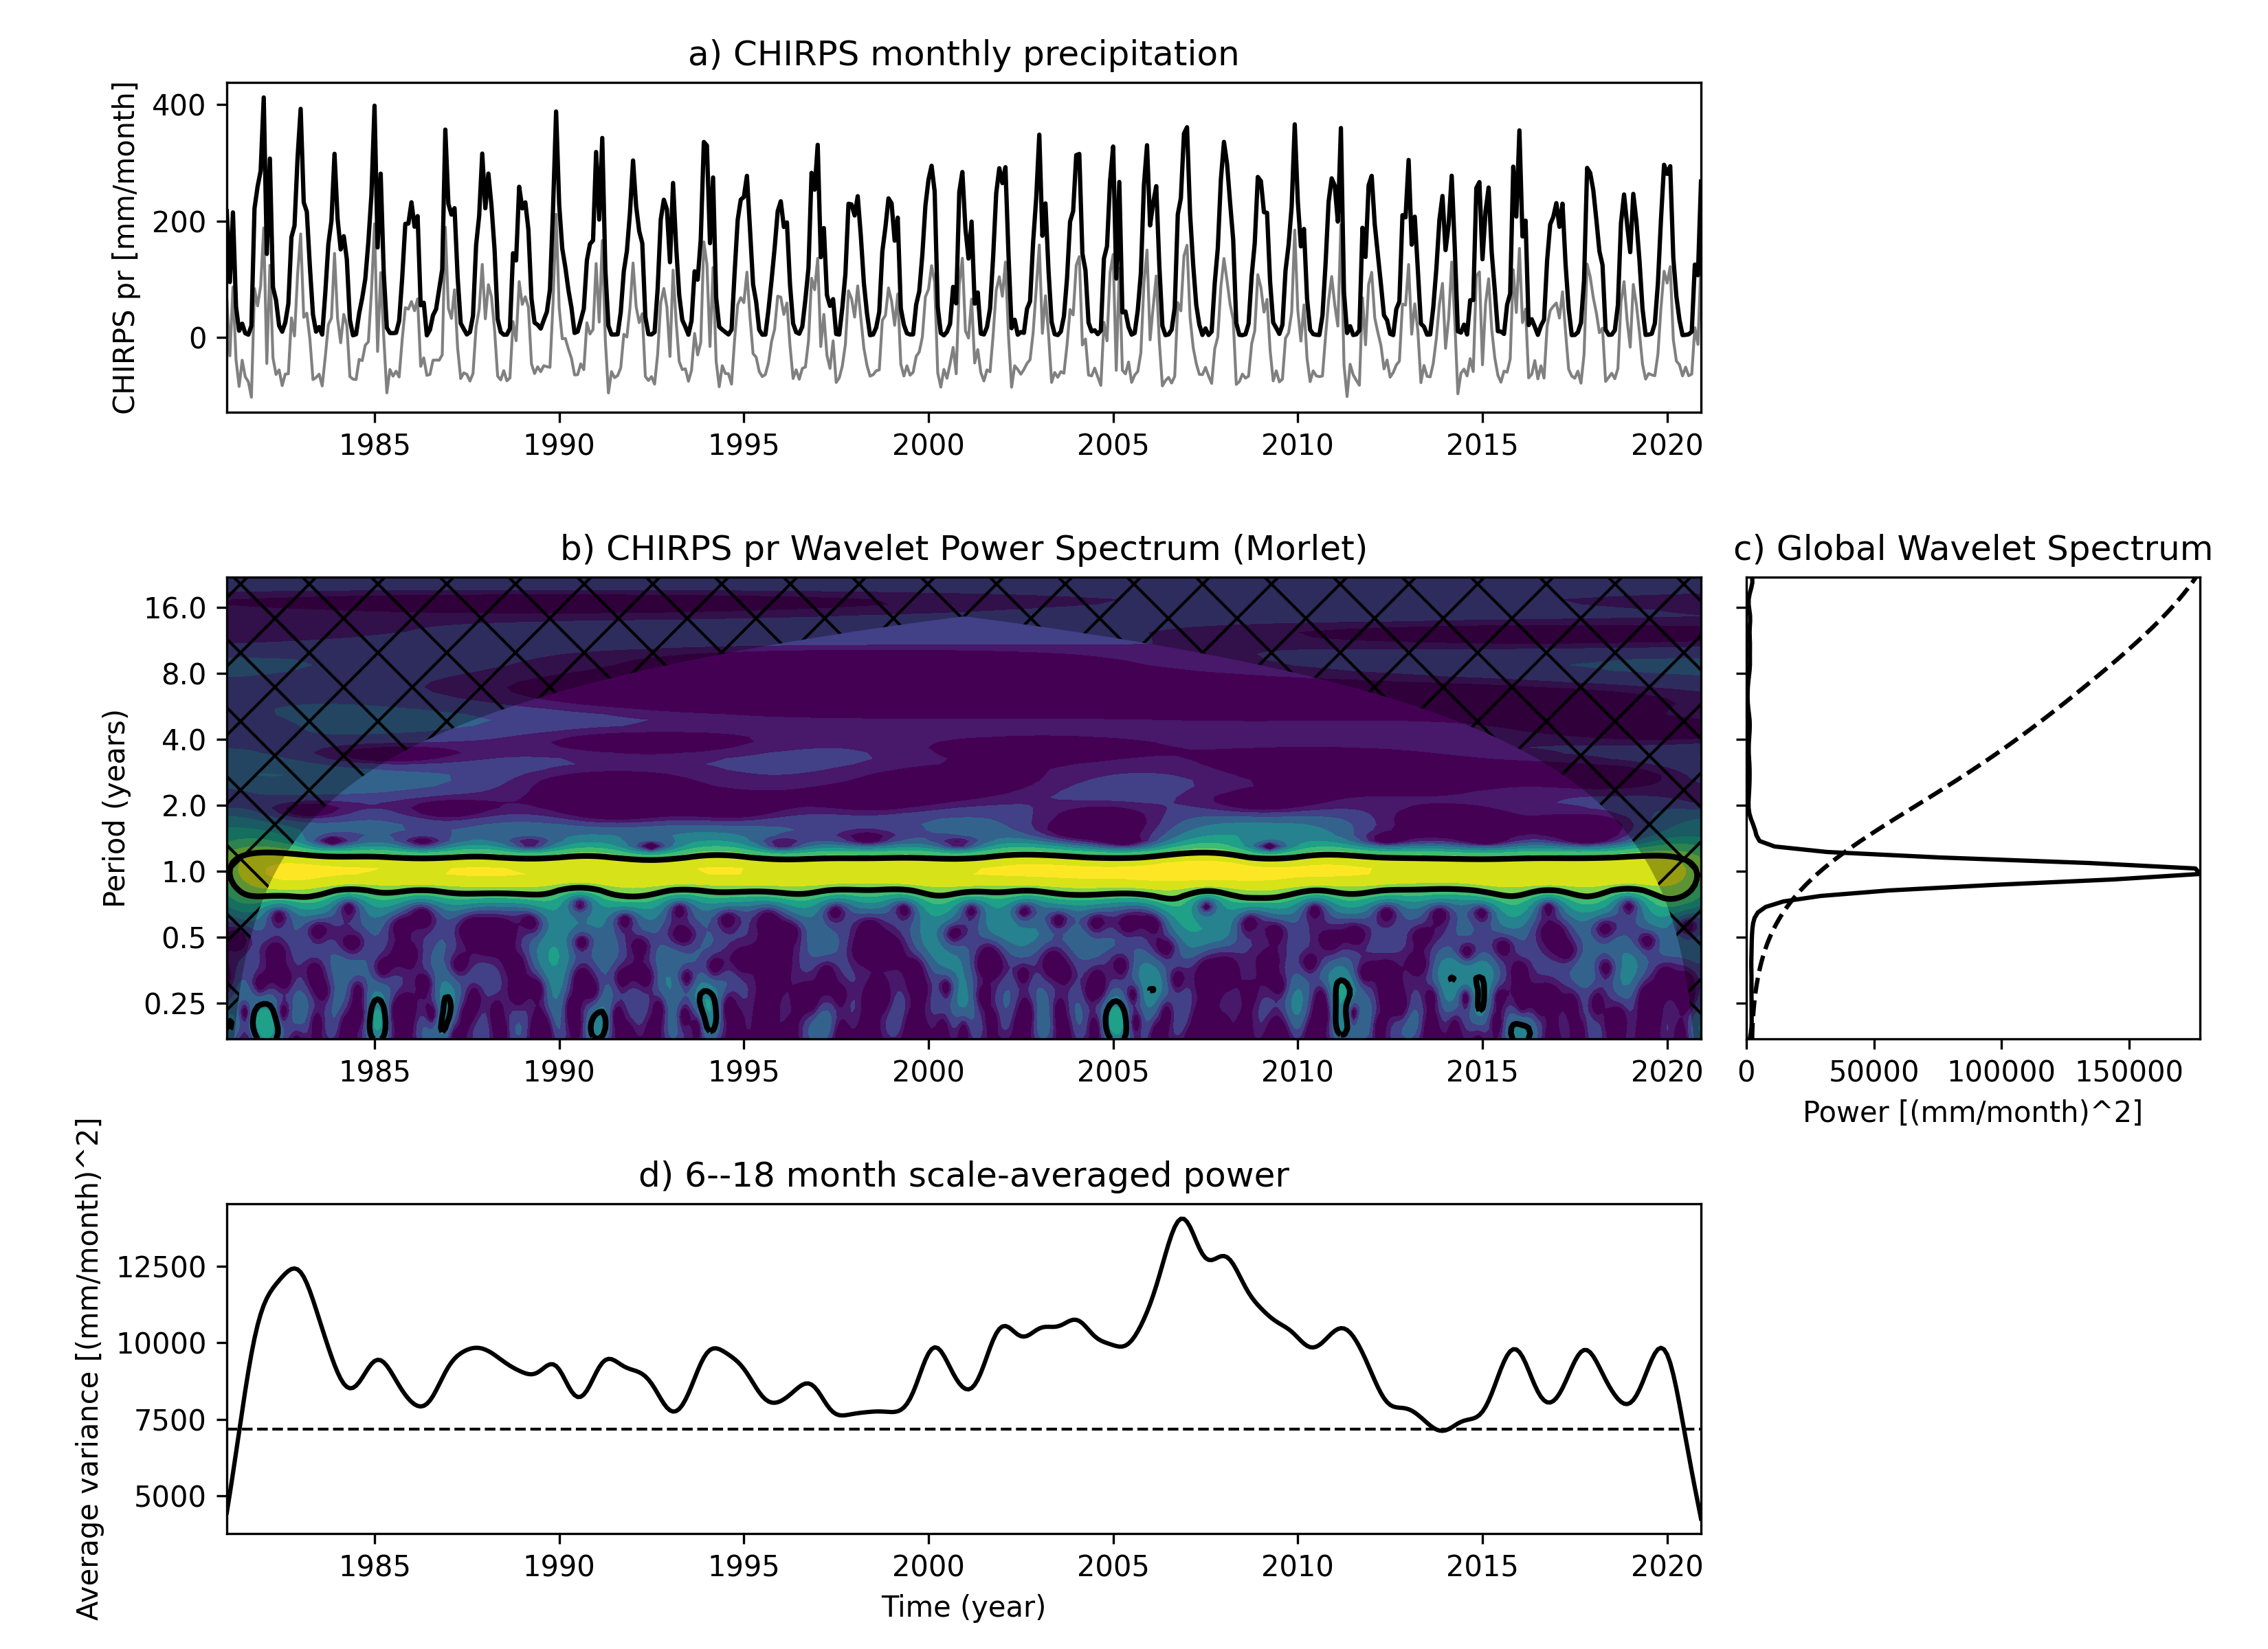 a) CHIRPS monthly precipitation
CHIRPS pr [mm/month]
400
200
0
1985 1990 1995 2000 2005 2010 2015 2020
b) CHIRPS pr Wavelet Power Spectrum (Morlet)
Period (years)
16.0
8.0
4.0
2.0
1.0
0.5
0.25
1985 1990 1995 2000 2005 2010 2015 2020
c) Global Wavelet Spectrum
0 50000 100000 150000
Power [(mm/month)^2]
d) 6--18 month scale-averaged power
Average variance [(mm/month)^2]
12500
10000
7500
5000
1985 1990 1995 2000 2005 2010 2015 2020
Time (year)